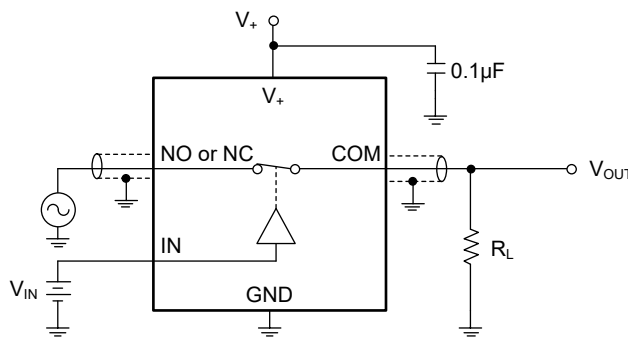 V+
0.1µF
V+
NO or NC
COM
VOUT
IN
RL
VIN
GND